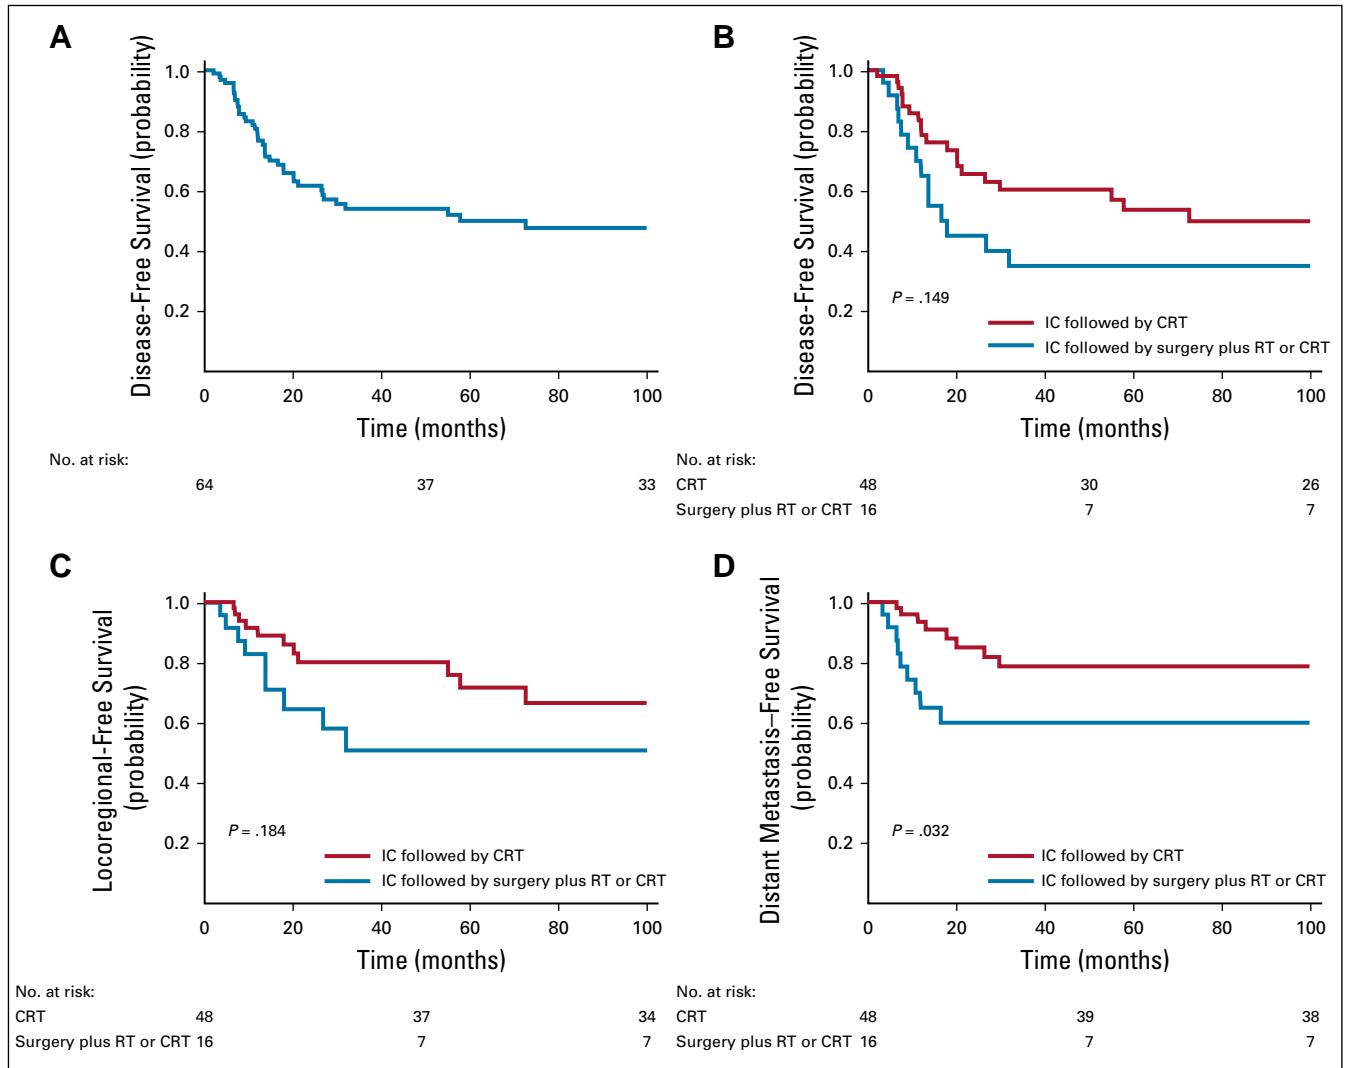 A
Disease-Free Survival (probability)
1.0
0.8
0.6
0.4
0.2
0 20 40 60 80 100
Time (months)
No. at risk:
64 37 33
B
Disease-Free Survival (probability)
1.0
0.8
0.6
0.4
0.2
P = .149
IC followed by CRT
IC followed by surgery plus RT or CRT
0 20 40 60 80 100
Time (months)
No. at risk:
CRT 48 30 26
Surgery plus RT or CRT 16 7 7
C
Locoregional-Free Survival
(probability)
1.0
0.8
0.6
0.4
0.2
P = .184
IC followed by CRT
IC followed by surgery plus RT or CRT
0 20 40 60 80 100
Time (months)
No. at risk:
CRT 48 37 34
Surgery plus RT or CRT 16 7 7
D
Distant Metastasis–Free Survival
(probability)
1.0
0.8
0.6
0.4
0.2
P = .032
IC followed by CRT
IC followed by surgery plus RT or CRT
0 20 40 60 80 100
Time (months)
No. at risk:
CRT 48 39 38
Surgery plus RT or CRT 16 7 7